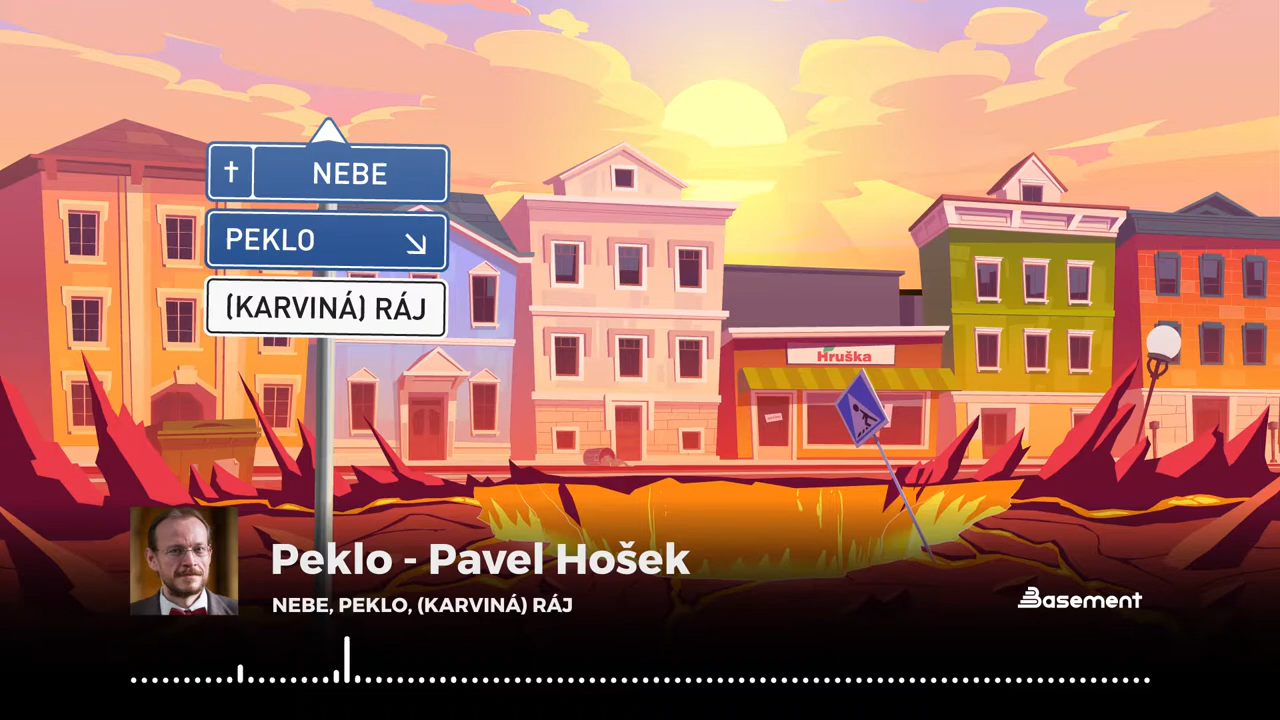 NEBE
PEKLO
(KARVINÁ) RÁJ
Hruška
Peklo - Pavel Hošek
NEBE, PEKLO, (KARVINÁ) RÁJ
Basement